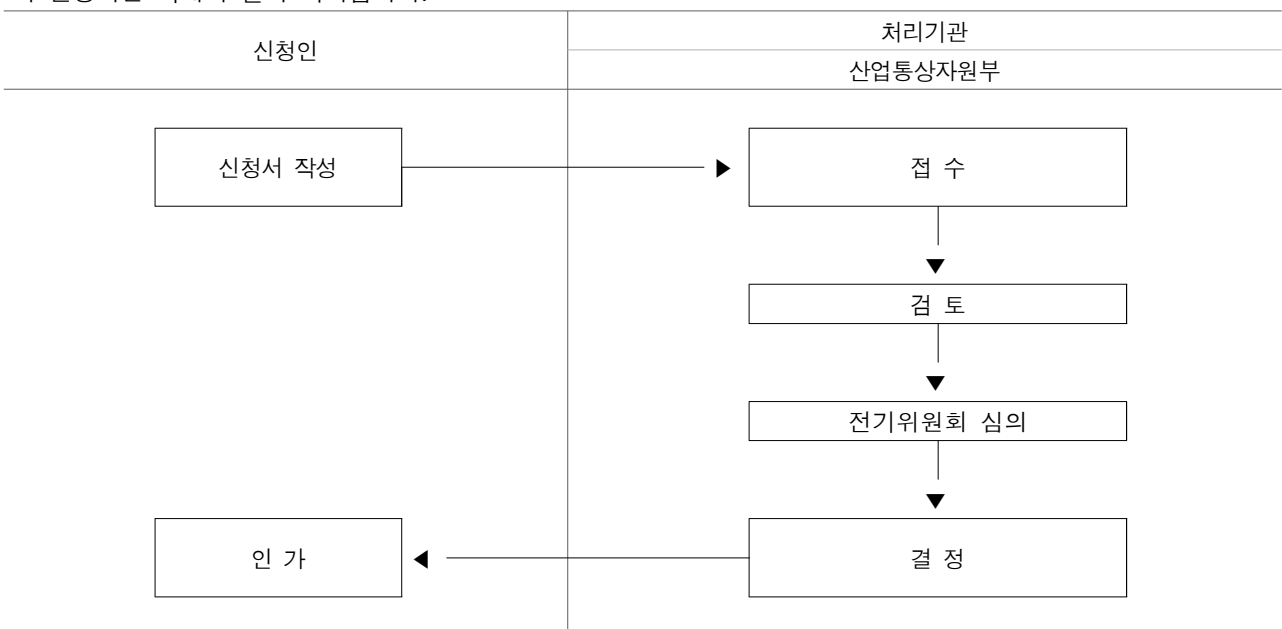 신청인
처리기관
산업통상자원부
신청서 작성
접 수
검 토
전기위원회 심의
인 가
결 정